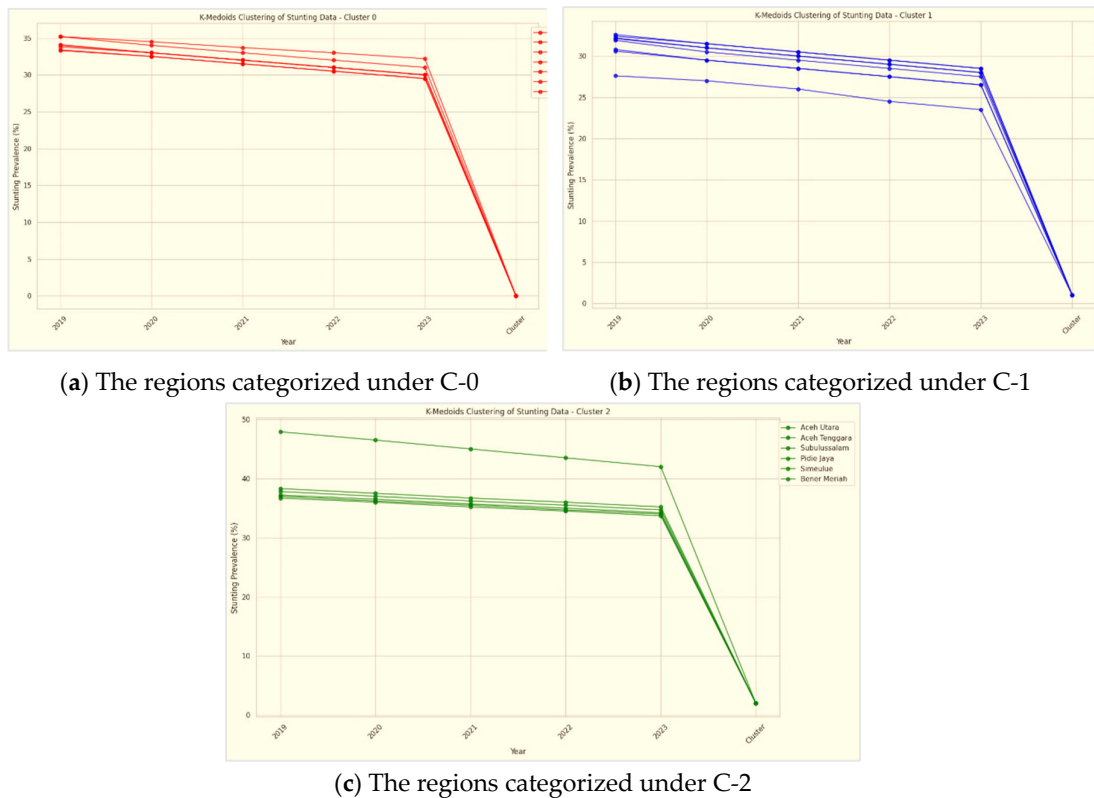 K-Medoids Clustering of Stunting Data - Cluster 0
Stunting Prevalence (%)
35
30
25
20
15
10
5
0
2019
2020
2021
2022
2023
Cluster
Year
(a) The regions categorized under C-0
K-Medoids Clustering of Stunting Data - Cluster 1
Stunting Prevalence (%)
30
25
20
15
10
5
0
2019
2020
2021
2022
2023
Cluster
Year
(b) The regions categorized under C-1
K-Medoids Clustering of Stunting Data - Cluster 2
Stunting Prevalence (%)
50
40
30
20
10
0
2019
2020
2021
2022
2023
Cluster
Year
Aceh Utara
Aceh Tenggara
Subulussalam
Pidie Jaya
Simeulue
Bener Meriah
(c) The regions categorized under C-2